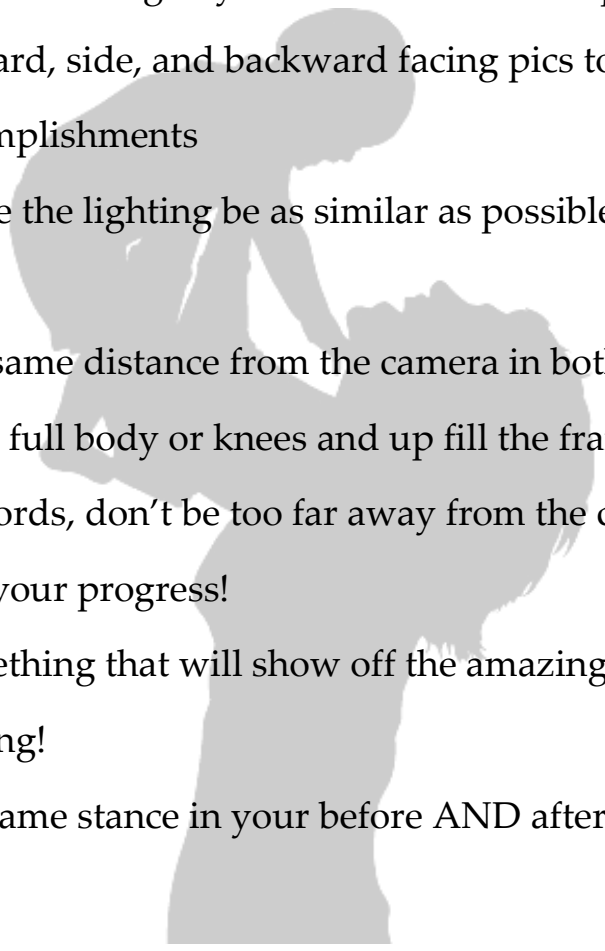 ard, side, and backward facing pics to
mplishments
e the lighting be as similar as possible
same distance from the camera in bot
full body or knees and up fill the fra
ords, don't be too far away from the
your progress!
ething that will show off the amazing
ng!
ame stance in your before AND after